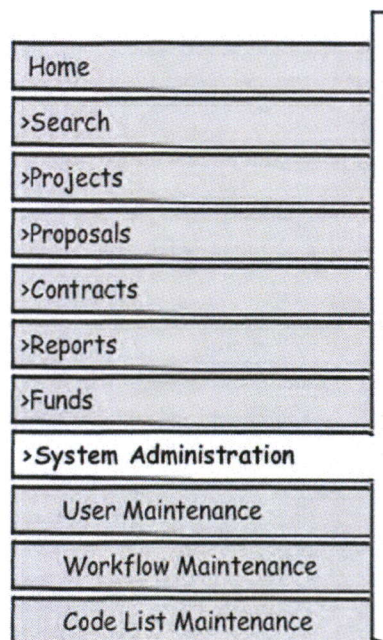 Home
>Search
>Projects
>Proposals
>Contracts
>Reports
>Funds
>System Administration
User Maintenance
Workflow Maintenance
Code List Maintenance